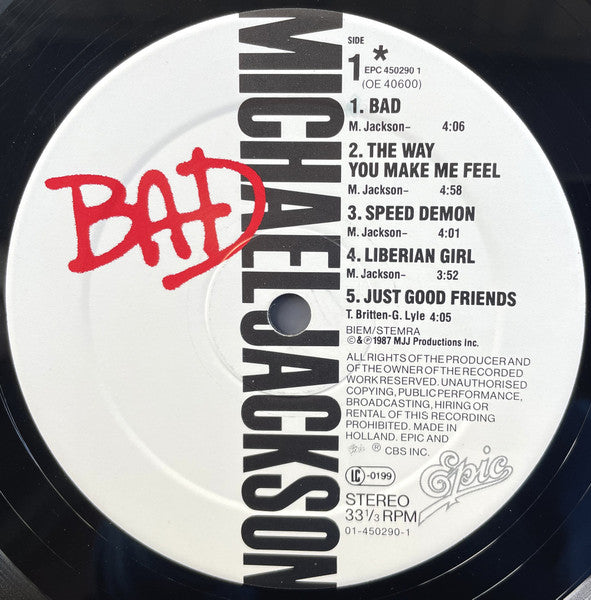 BAD
MICHAEL JACKSON
SIDE
1*
EPC 450290 1
(OE 40600)
1. BAD
M. Jackson– 4:06
2. THE WAY
YOU MAKE ME FEEL
M. Jackson– 4:58
3. SPEED DEMON
M. Jackson– 4:01
4. LIBERIAN GIRL
M. Jackson– 3:52
5. JUST GOOD FRIENDS
T. Britten-G. Lyle 4:05
BIEM/STEMRA
©&℗1987 MJJ Productions Inc.
ALL RIGHTS OF THE PRODUCER AND
OF THE OWNER OF THE RECORDED
WORK RESERVED. UNAUTHORISED
COPYING, PUBLIC PERFORMANCE,
BROADCASTING, HIRING OR
RENTAL OF THIS RECORDING
PROHIBITED. MADE IN
HOLLAND. EPIC AND
® CBS INC.
LC-0199
STEREO
33 1/3 RPM
01-450290-1
Epic